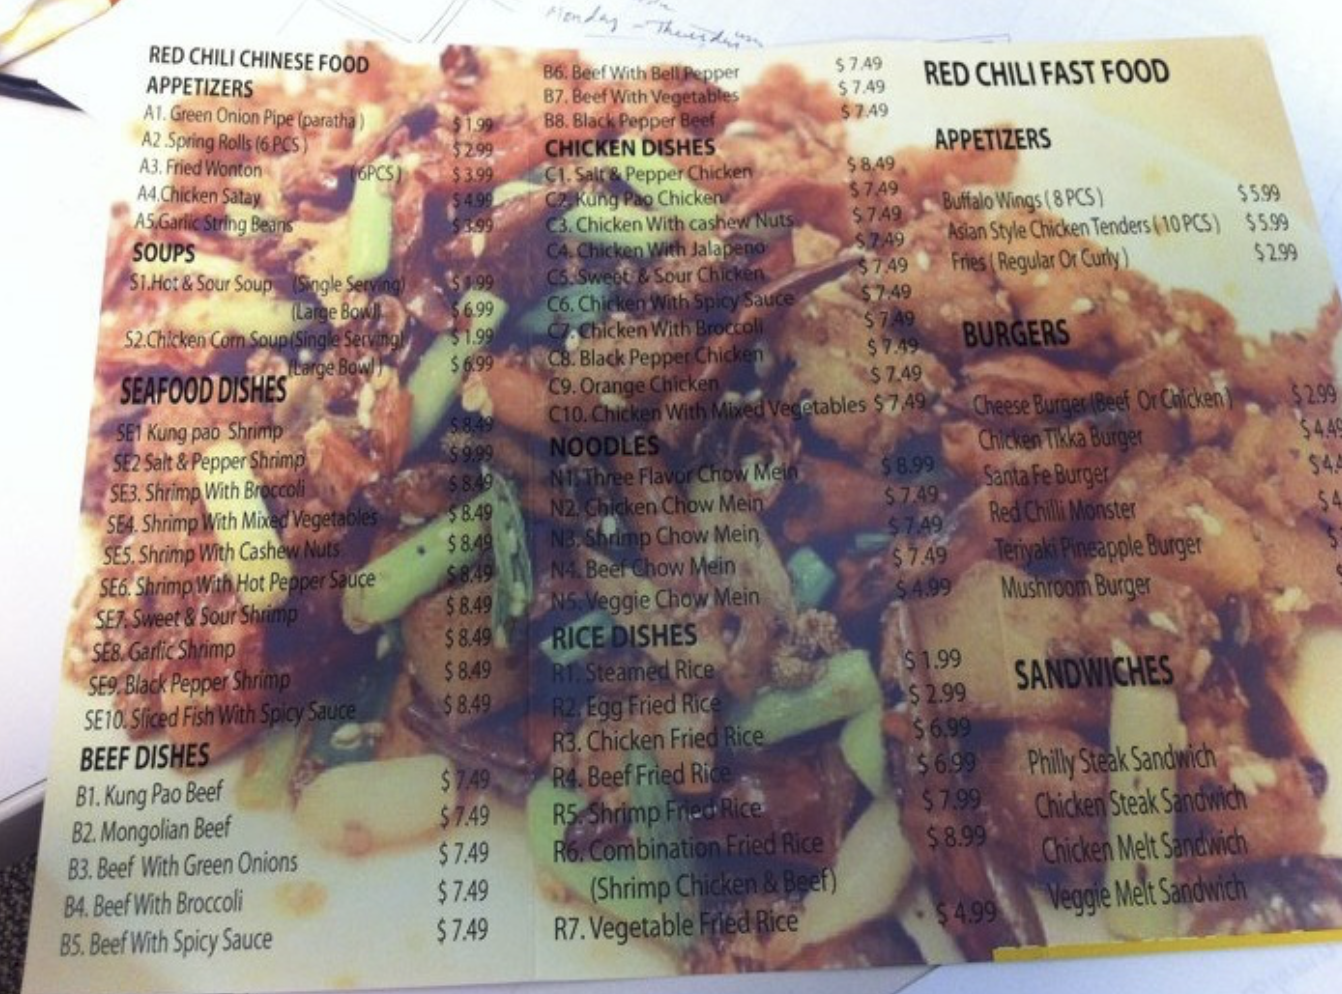 Monday - Thursday
RED CHILI CHINESE FOOD
APPETIZERS
A1. Green Onion Pipe (paratha) $ 1.99
A2 .Spring Rolls (6 PCS) $ 2.99
A3. Fried Wonton (6PCS) $ 3.99
A4.Chicken Satay $ 4.99
A5.Garlic String Beans $ 3.99
SOUPS
S1.Hot & Sour Soup (Single Serving) $ 1.99
(Large Bowl) $ 6.99
S2.Chicken Corn Soup(Single Serving) $ 1.99
(Large Bowl) $ 6.99
SEAFOOD DISHES
SE1 Kung pao Shrimp $ 8.49
SE2 Salt & Pepper Shrimp $ 9.99
SE3. Shrimp With Broccoli $ 8.49
SE4. Shrimp With Mixed Vegetables $ 8.49
SE5. Shrimp With Cashew Nuts $ 8.49
SE6. Shrimp With Hot Pepper Sauce $ 8.49
SE7. Sweet & Sour Shrimp $ 8.49
SE8. Garlic Shrimp $ 8.49
SE9. Black Pepper Shrimp $ 8.49
SE10. Sliced Fish With Spicy Sauce $ 8.49
BEEF DISHES
B1. Kung Pao Beef $ 7.49
B2. Mongolian Beef $ 7.49
B3. Beef With Green Onions $ 7.49
B4. Beef With Broccoli $ 7.49
B5. Beef With Spicy Sauce $ 7.49
B6. Beef With Bell Pepper $ 7.49
B7. Beef With Vegetables $ 7.49
B8. Black Pepper Beef $ 7.49
CHICKEN DISHES
C1. Salt & Pepper Chicken $ 8.49
C2. Kung Pao Chicken $ 7.49
C3. Chicken With cashew Nuts $ 7.49
C4. Chicken With Jalapeno $ 7.49
C5. Sweet & Sour Chicken $ 7.49
C6. Chicken With Spicy Sauce $ 7.49
C7. Chicken With Broccoli $ 7.49
C8. Black Pepper Chicken $ 7.49
C9. Orange Chicken $ 7.49
C10. Chicken With Mixed Vegetables $ 7.49
NOODLES
N1. Three Flavor Chow Mein $ 8.99
N2. Chicken Chow Mein $ 7.49
N3. Shrimp Chow Mein $ 7.49
N4. Beef Chow Mein $ 7.49
N5. Veggie Chow Mein $ 4.99
RICE DISHES
R1. Steamed Rice $ 1.99
R2. Egg Fried Rice $ 2.99
R3. Chicken Fried Rice $ 6.99
R4. Beef Fried Rice $ 6.99
R5. Shrimp Fried Rice $ 7.99
R6. Combination Fried Rice $ 8.99
(Shrimp Chicken & Beef)
R7. Vegetable Fried Rice $ 4.99
RED CHILI FAST FOOD
APPETIZERS
Buffalo Wings ( 8 PCS ) $ 5.99
Asian Style Chicken Tenders ( 10 PCS ) $ 5.99
Fries ( Regular Or Curly ) $ 2.99
BURGERS
Cheese Burger (Beef Or Chicken ) $ 2.99
Chicken Tikka Burger $ 4.49
Santa Fe Burger $4.4
Red Chilli Monster $
Teriyaki Pineapple Burger $
Mushroom Burger
SANDWICHES
Philly Steak Sandwich
Chicken Steak Sandwich
Chicken Melt Sandwich
Veggie Melt Sandwich